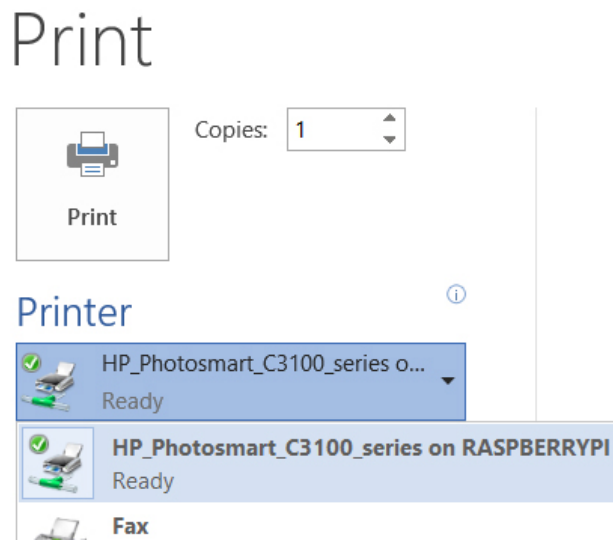 Print
Copies: 1
Print
Printer
HP_Photosmart_C3100_series o...
Ready
HP_Photosmart_C3100_series on RASPBERRYPI
Ready
Fax